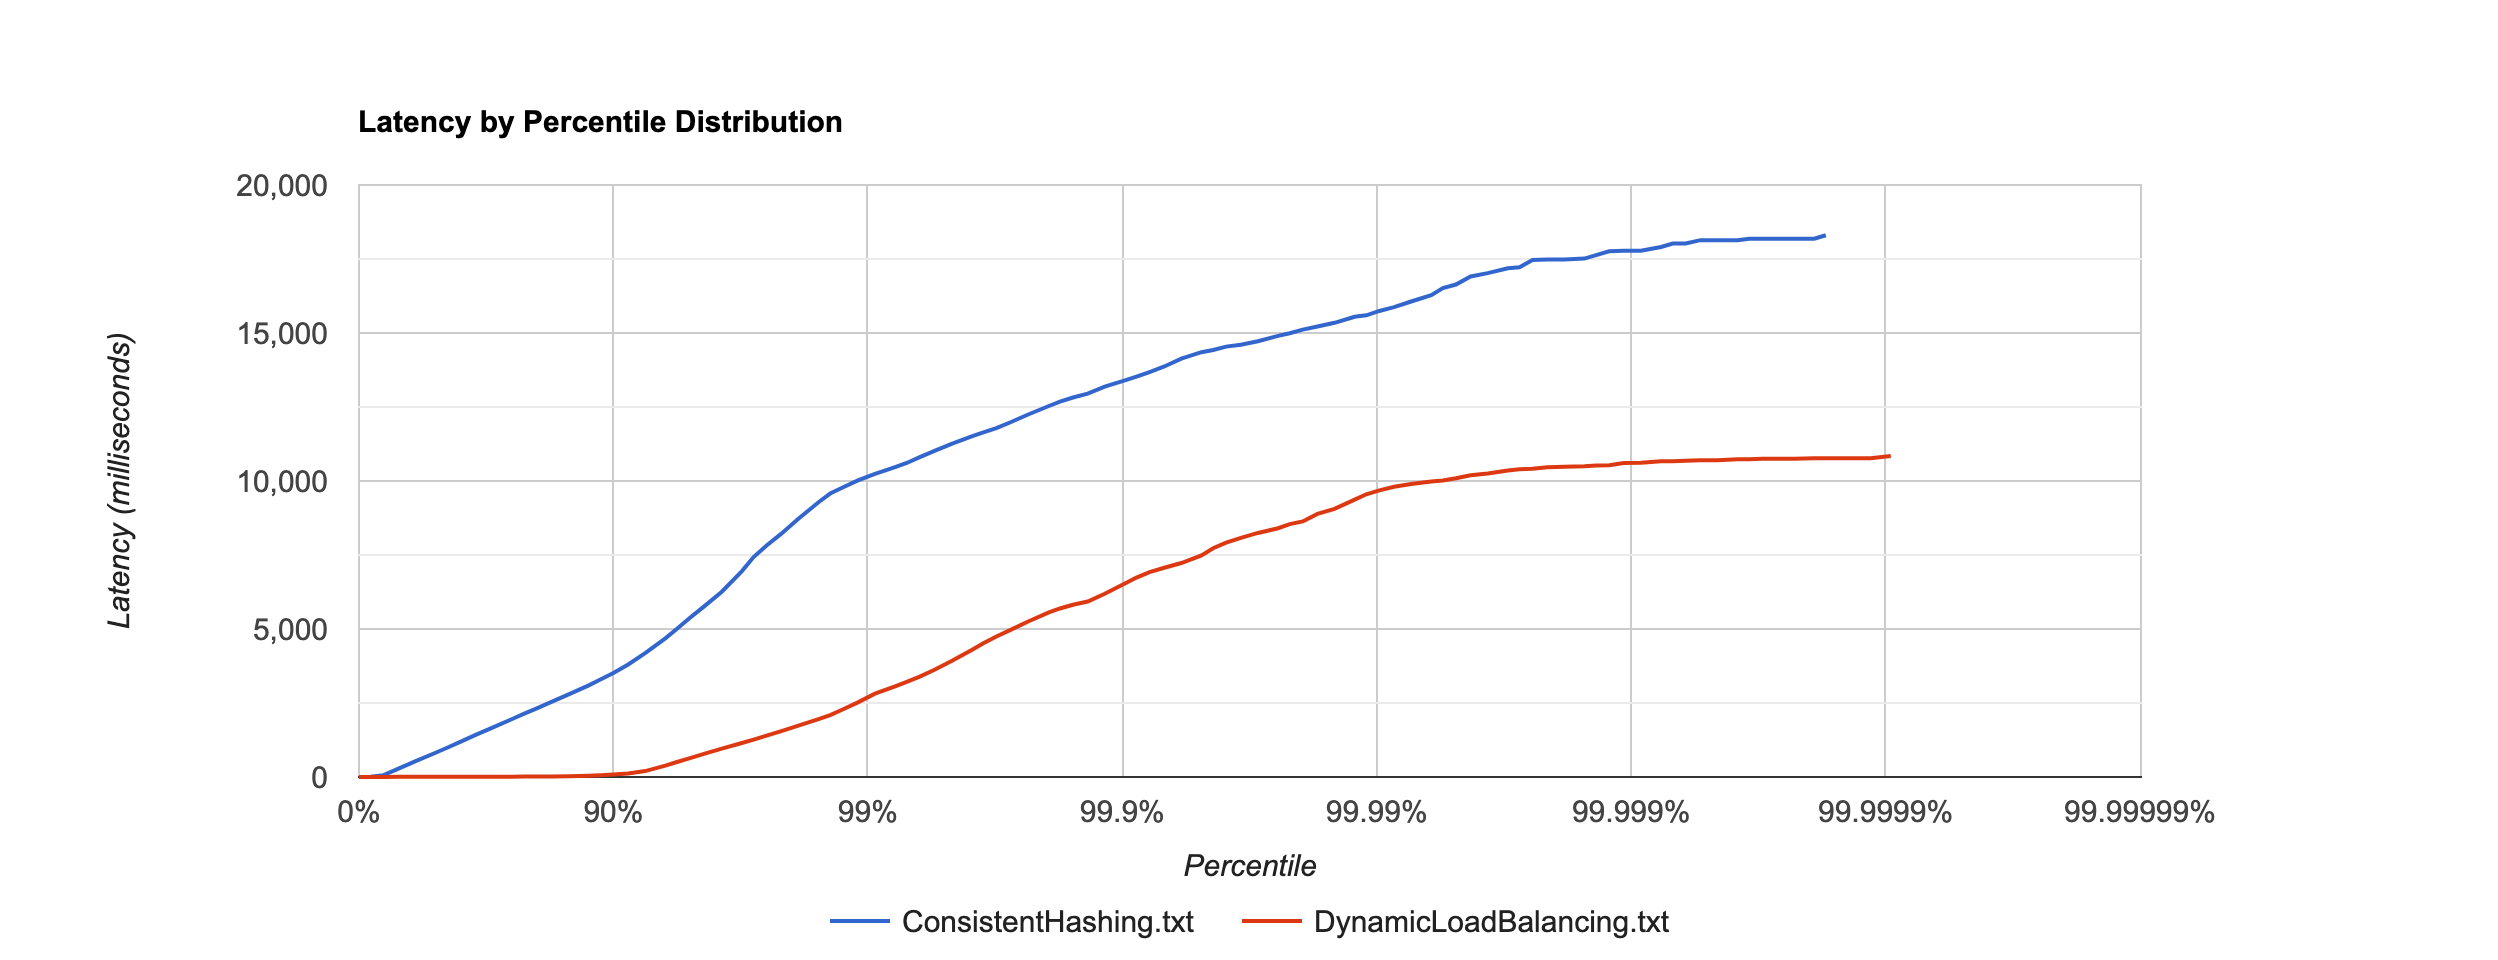 Latency by Percentile Distribution
20,000
15,000
10,000
5,000
0
Latency (milliseconds)
0% 90% 99% 99.9% 99.99% 99.999% 99.9999% 99.99999%
Percentile
ConsistentHashing.txt DynamicLoadBalancing.txt